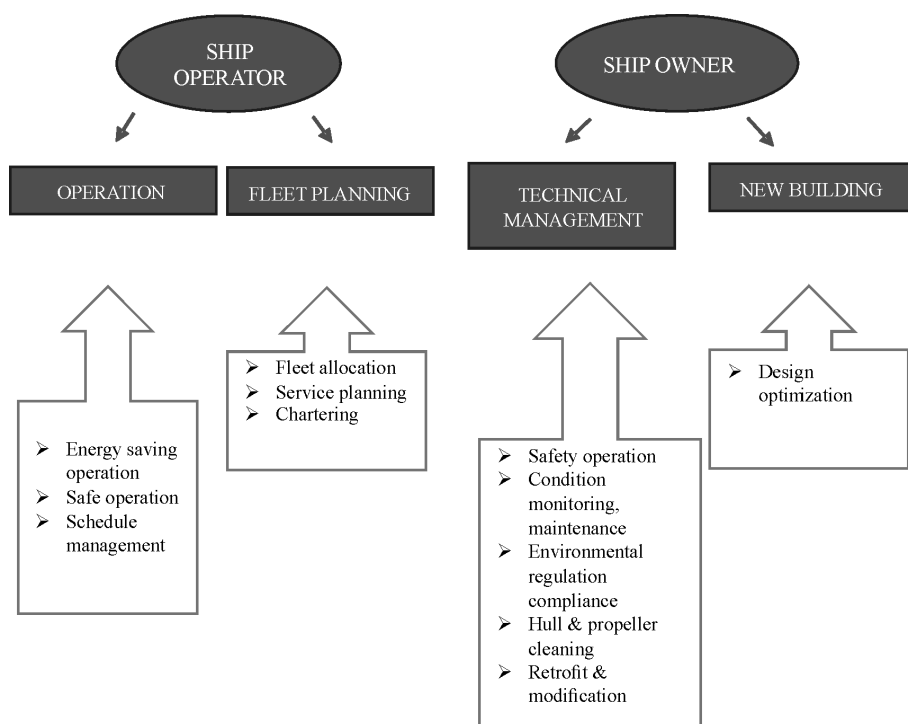 SHIP
OPERATOR
SHIP OWNER
OPERATION
FLEET PLANNING
TECHNICAL
MANAGEMENT
NEW BUILDING
➢ Energy saving
operation
➢ Safe operation
➢ Schedule
management
➢ Fleet allocation
➢ Service planning
➢ Chartering
➢ Safety operation
➢ Condition
monitoring,
maintenance
➢ Environmental
regulation
compliance
➢ Hull & propeller
cleaning
➢ Retrofit &
modification
➢ Design
optimization